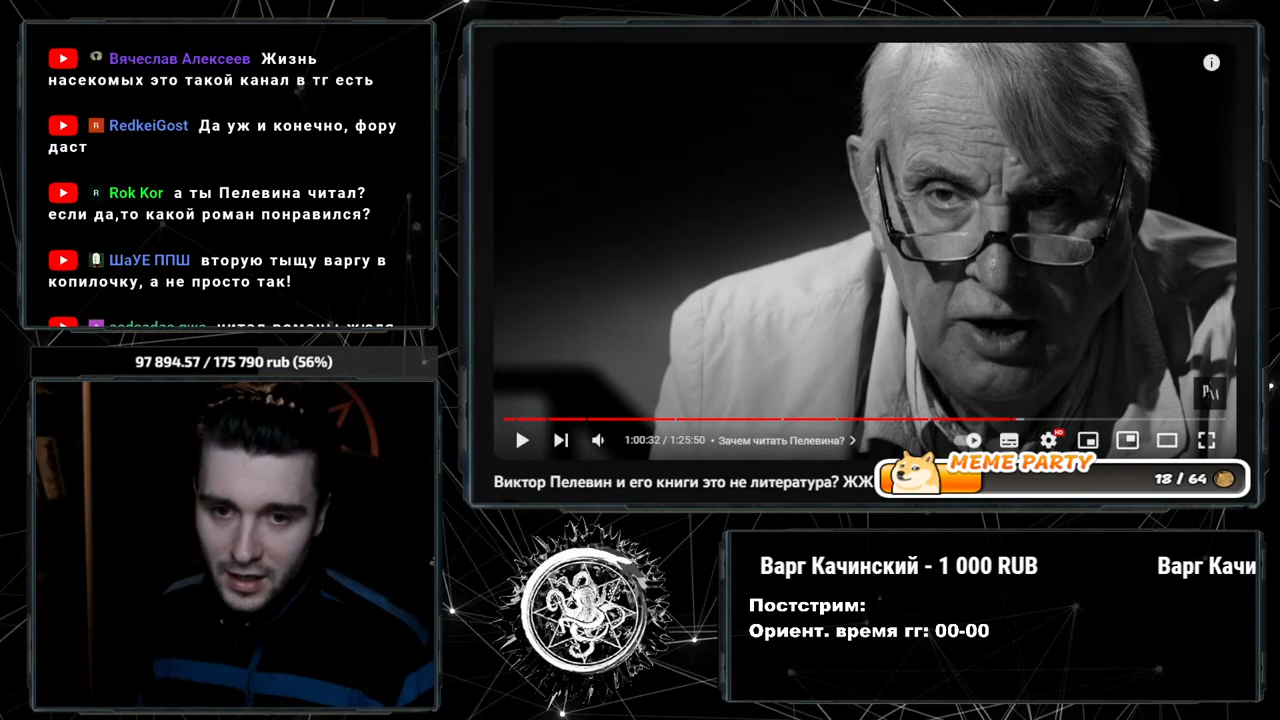 Вячеслав Алексеев Жизнь
насекомых это такой канал в тг есть
R RedkeiGost Да уж и конечно, фору
даст
R Rok Kor а ты Пелевина читал?
если да,то какой роман понравился?
ШаУЕ ППШ вторую тыщу варгу в
копилочку, а не просто так!
97 894.57 / 175 790 rub (56%)
HD
1:00:32 / 1:25:50 • Зачем читать Пелевина?
Виктор Пелевин и его книги это не литература? ЖЖ
MEME PARTY
18 / 64
Варг Качинский - 1 000 RUB Варг Качи
Постстрим:
Ориент. время гг: 00-00